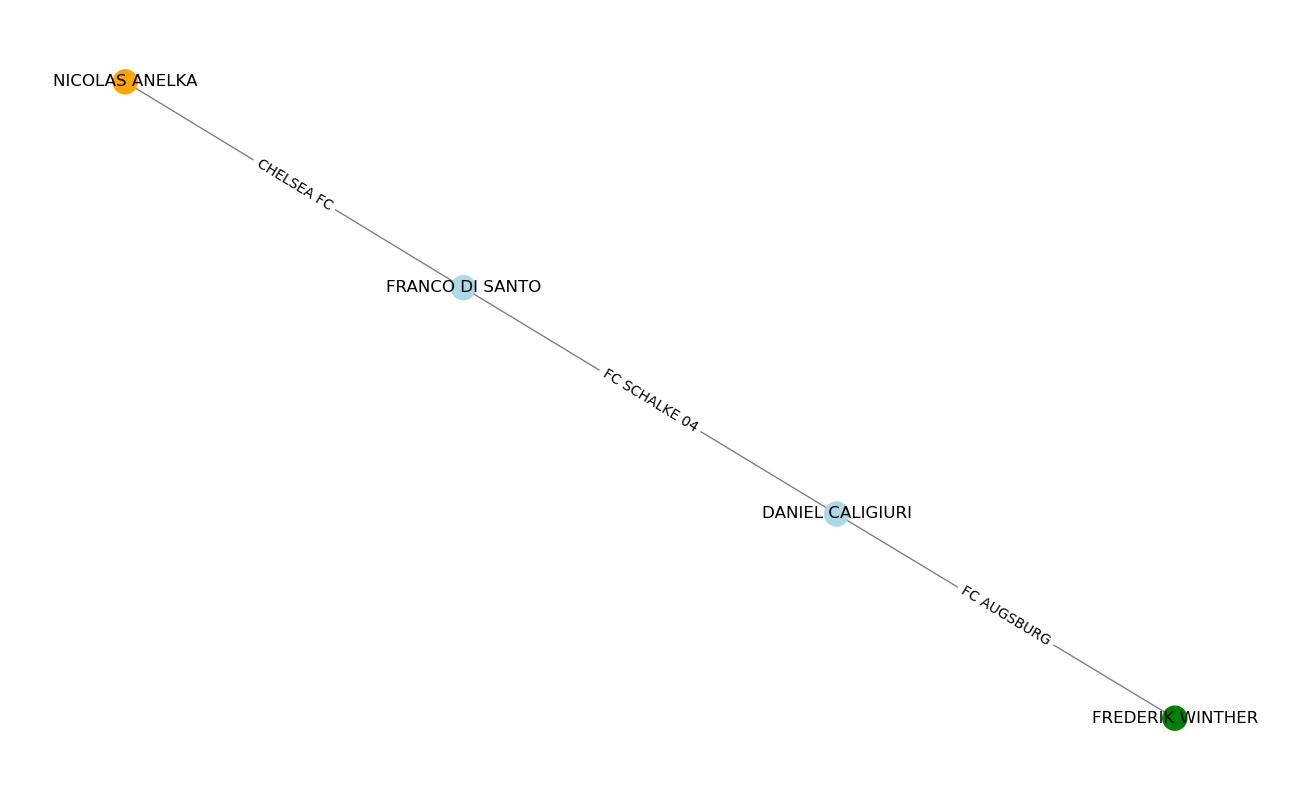 NICOLAS ANELKA
CHELSEA FC
FRANCO DI SANTO
FC SCHALKE 04
DANIEL CALIGIURI
FC AUGSBURG
FREDERIK WINTHER